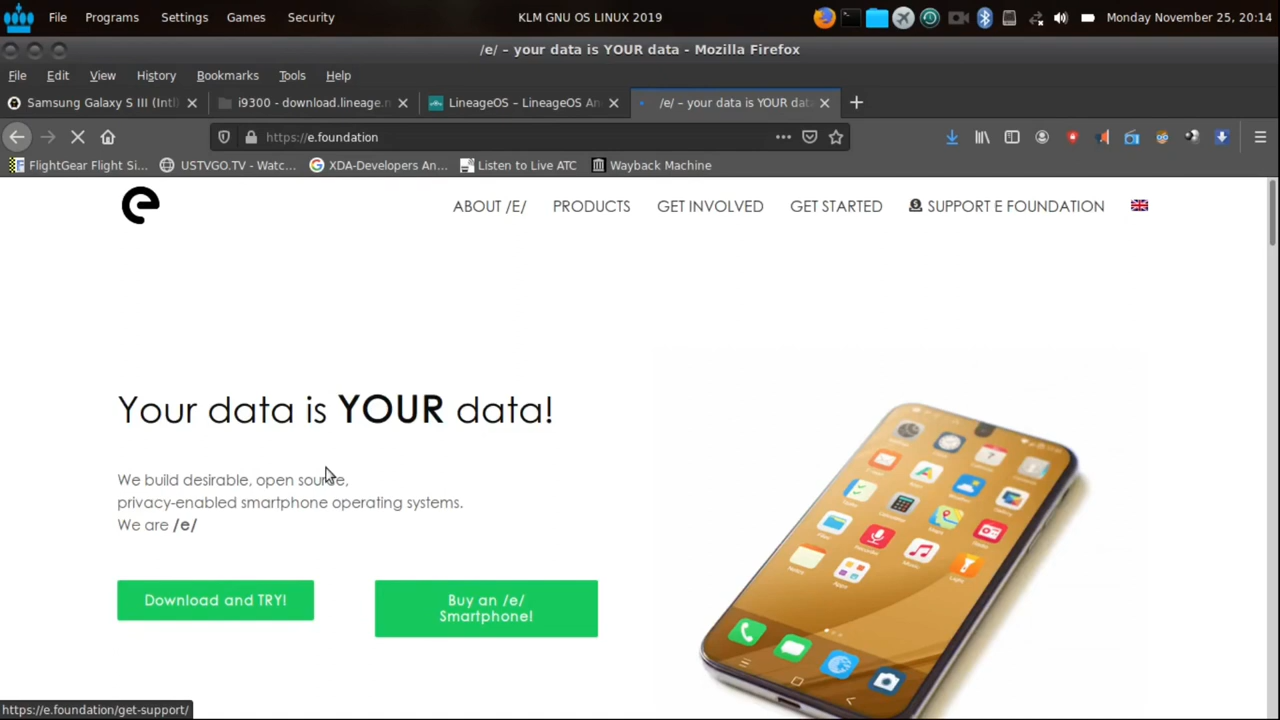 File Programs Settings Games Security KLM GNU OS LINUX 2019 Monday November 25, 20:14
/e/ – your data is YOUR data - Mozilla Firefox
File Edit View History Bookmarks Tools Help
Samsung Galaxy S III (Intl) i9300 - download.lineage.n LineageOS – LineageOS An /e/ – your data is YOUR dat
https://e.foundation
FlightGear Flight Si... USTVGO.TV - Watc... XDA-Developers An... Listen to Live ATC Wayback Machine
e ABOUT /E/ PRODUCTS GET INVOLVED GET STARTED SUPPORT E FOUNDATION
Your data is YOUR data!
We build desirable, open source,
privacy-enabled smartphone operating systems.
We are /e/
Download and TRY!
Buy an /e/
Smartphone!
https://e.foundation/get-support/